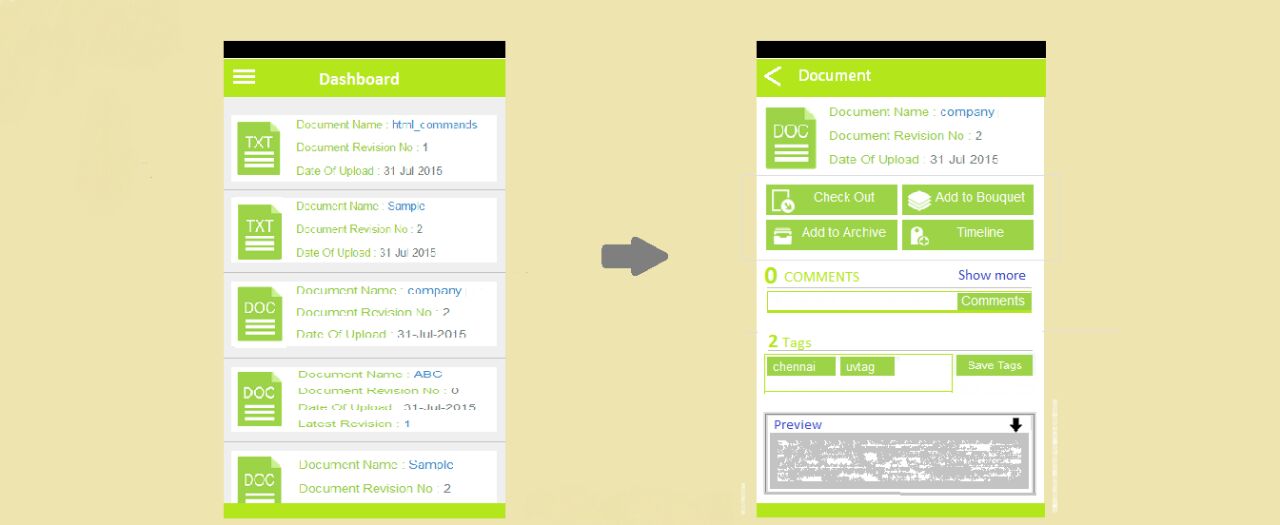 Dashboard
TXT
Document Name : html_commands
Document Revision No : 1
Date Of Upload : 31 Jul 2015
TXT
Document Name : Sample
Document Revision No : 2
Date Of Upload : 31 Jul 2015
DOC
Document Name : company
Document Revision No : 2
Date Of Upload : 31-Jul-2015
DOC
Document Name : ABC
Document Revision No : 0
Date Of Upload : 31-Jul-2015
Latest Revision : 1
DOC
Document Name : Sample
Document Revision No : 2
Document
DOC
Document Name : company
Document Revision No : 2
Date Of Upload : 31 Jul 2015
Check Out
Add to Bouquet
Add to Archive
Timeline
0 COMMENTS
Show more
Comments
2 Tags
chennai
uvtag
Save Tags
Preview